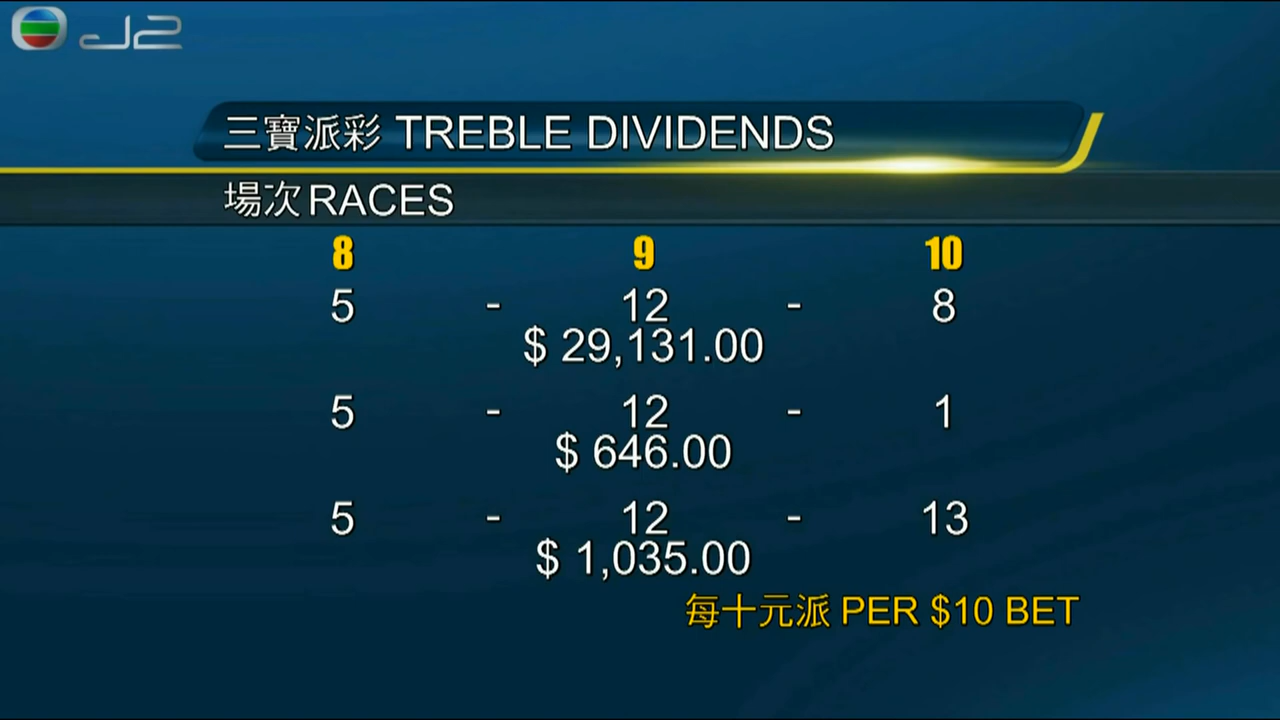 J2
三寶派彩 TREBLE DIVIDENDS
場次 RACES
8 9 10
5 - 12 - 8
$ 29,131.00
5 - 12 - 1
$ 646.00
5 - 12 - 13
$ 1,035.00
每十元派 PER $10 BET